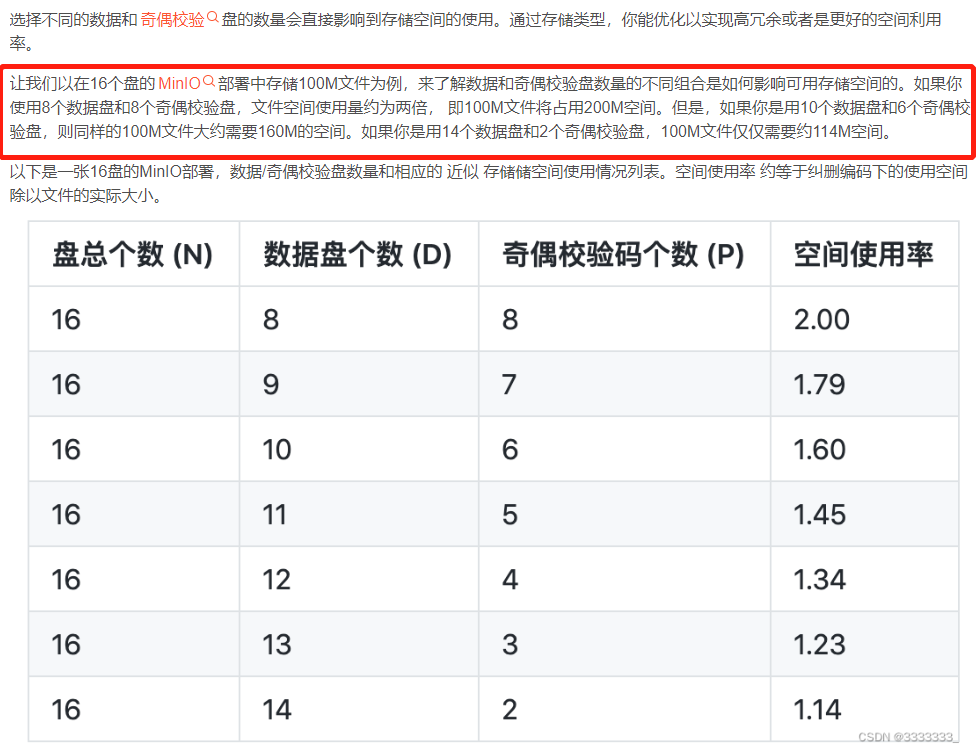 选择不同的数据和 奇偶校验 盘的数量会直接影响到存储空间的使用。通过存储类型，你能优化以实现高冗余或者是更好的空间利用
率。
让我们以在16个盘的 MinIO 部署中存储100M文件为例，来了解数据和奇偶校验盘数量的不同组合是如何影响可用存储空间的。如果你
使用8个数据盘和8个奇偶校验盘，文件空间使用量约为两倍， 即100M文件将占用200M空间。但是，如果你是用10个数据盘和6个奇偶校
验盘，则同样的100M文件大约需要160M的空间。如果你是用14个数据盘和2个奇偶校验盘，100M文件仅仅需要约114M空间。
以下是一张16盘的MinIO部署，数据/奇偶校验盘数量和相应的 近似 存储储空间使用情况列表。空间使用率 约等于纠删编码下的使用空间
除以文件的实际大小。
盘总个数 (N) 数据盘个数 (D) 奇偶校验码个数 (P) 空间使用率
16 8 8 2.00
16 9 7 1.79
16 10 6 1.60
16 11 5 1.45
16 12 4 1.34
16 13 3 1.23
16 14 2 1.14
CSDN @3333333_